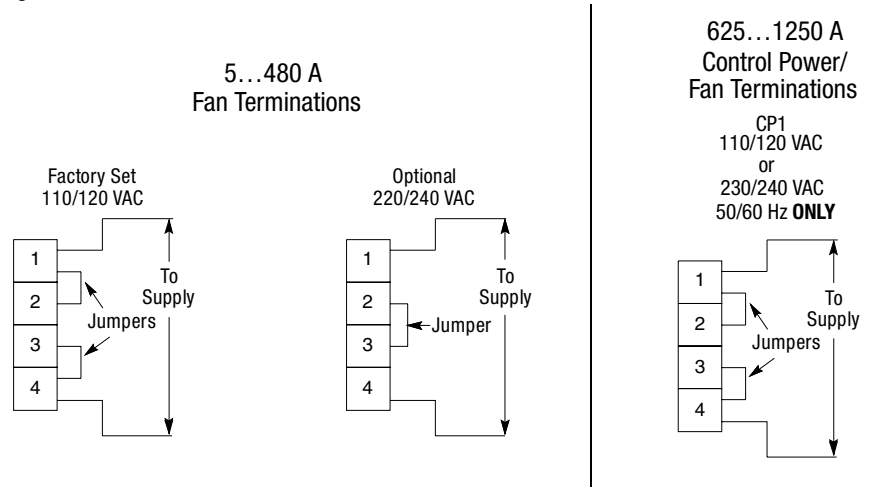 5...480 A
Fan Terminations
Factory Set
110/120 VAC
1
2
3
4
Jumpers
To
Supply
Optional
220/240 VAC
1
2
3
4
Jumper
To
Supply
625...1250 A
Control Power/
Fan Terminations
CP1
110/120 VAC
or
230/240 VAC
50/60 Hz ONLY
1
2
3
4
Jumpers
To
Supply